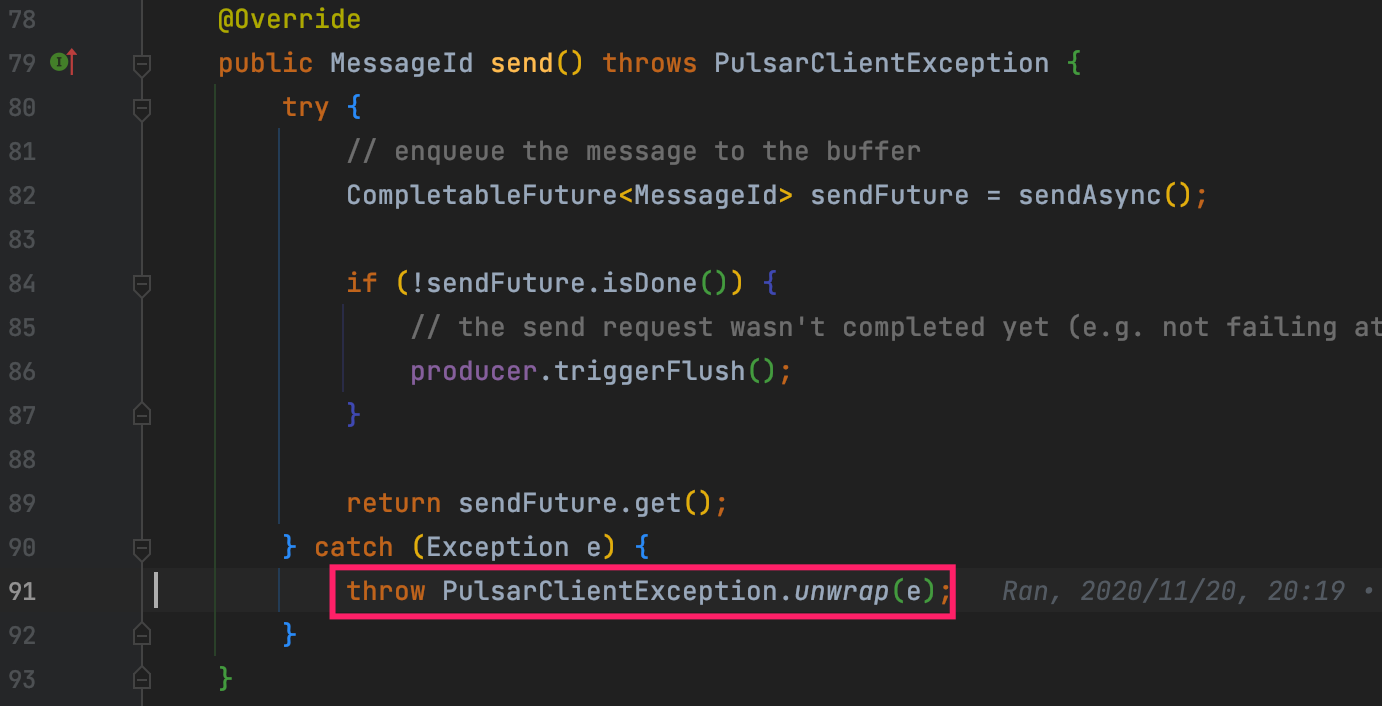 78 @Override
79 public MessageId send() throws PulsarClientException {
80 try {
81 // enqueue the message to the buffer
82 CompletableFuture<MessageId> sendFuture = sendAsync();
83
84 if (!sendFuture.isDone()) {
85 // the send request wasn't completed yet (e.g. not failing at
86 producer.triggerFlush();
87 }
88
89 return sendFuture.get();
90 } catch (Exception e) {
91 throw PulsarClientException.unwrap(e); Ran, 2020/11/20, 20:19 •
92 }
93 }